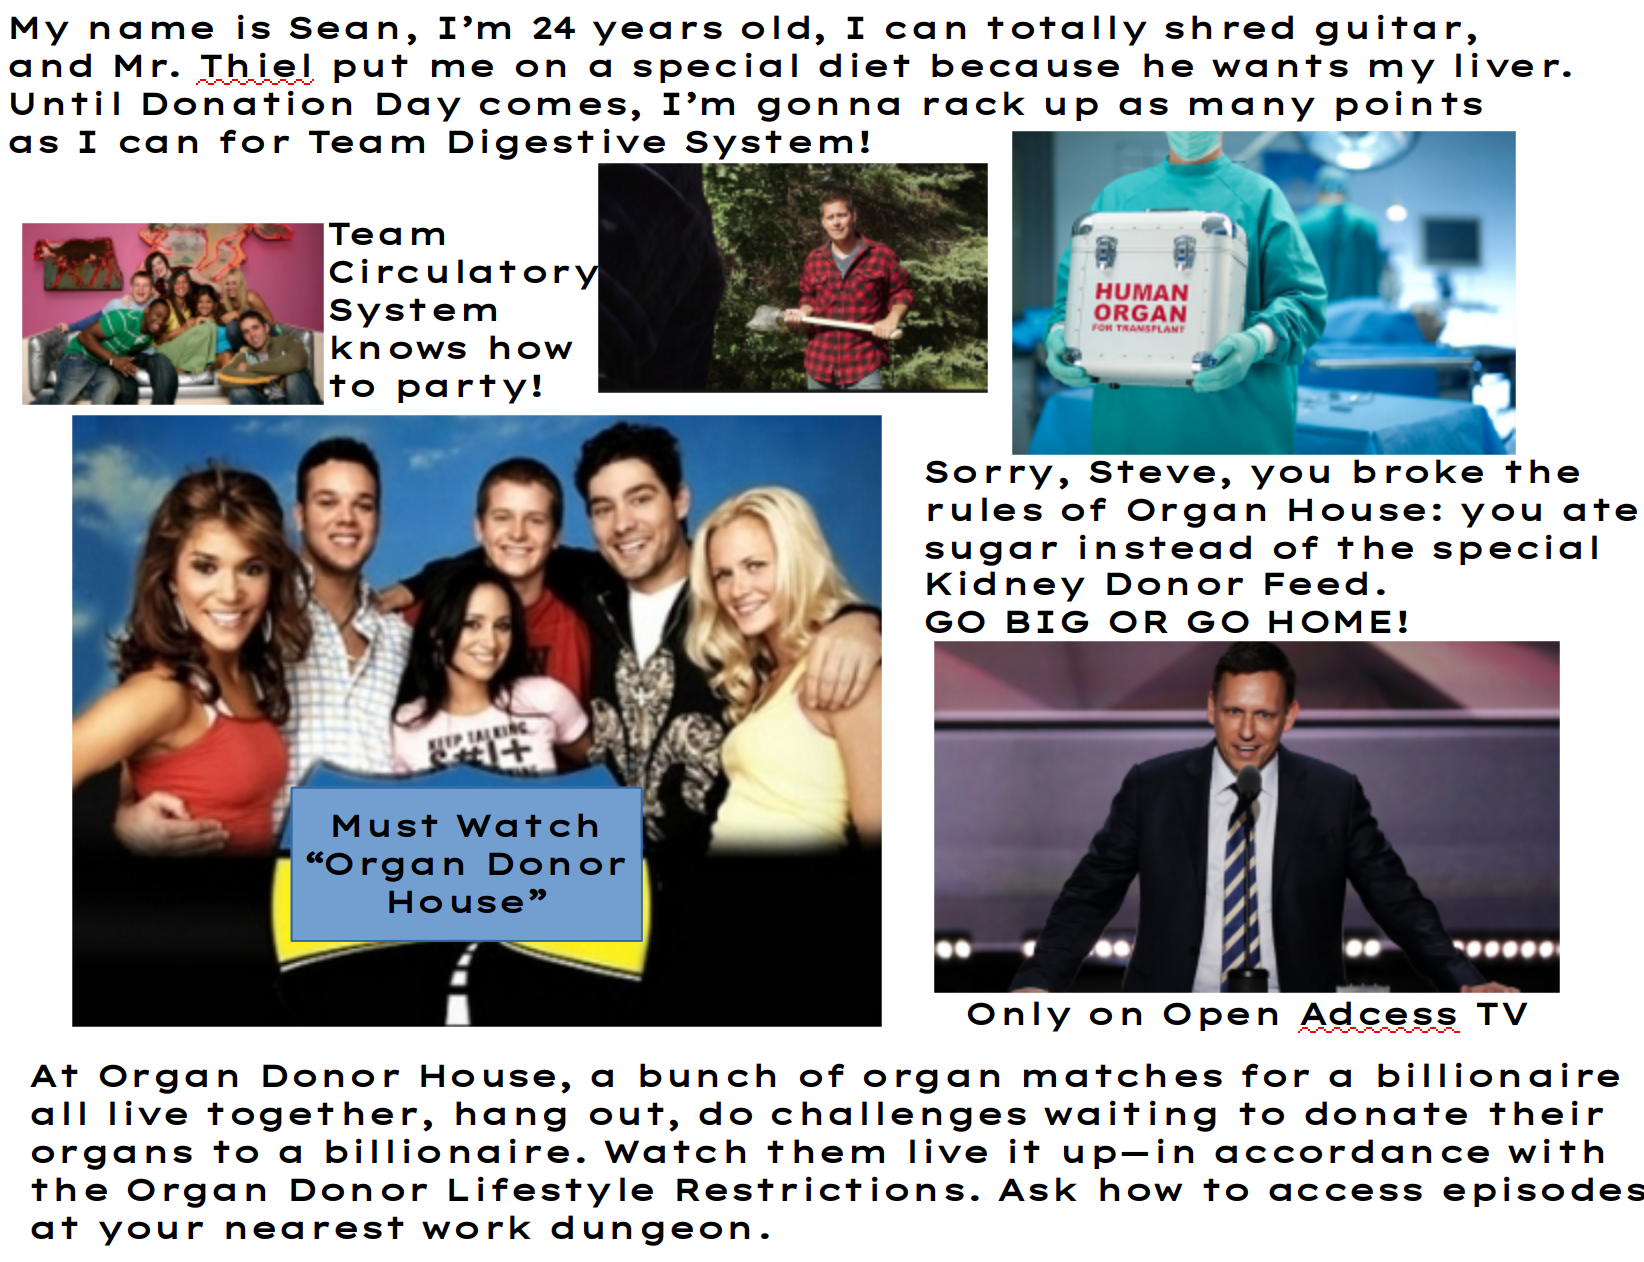 My name is Sean, I’m 24 years old, I can totally shred guitar,
and Mr. Thiel put me on a special diet because he wants my liver.
Until Donation Day comes, I’m gonna rack up as many points
as I can for Team Digestive System!
Team
Circulatory
System
knows how
to party!
HUMAN
ORGAN
FOR TRANSPLANT
Sorry, Steve, you broke the
rules of Organ House: you ate
sugar instead of the special
Kidney Donor Feed.
GO BIG OR GO HOME!
KEEP TALKING
S#!+
Must Watch
“Organ Donor
House”
Only on Open Adcess TV
At Organ Donor House, a bunch of organ matches for a billionaire
all live together, hang out, do challenges waiting to donate their
organs to a billionaire. Watch them live it up—in accordance with
the Organ Donor Lifestyle Restrictions. Ask how to access episodes
at your nearest work dungeon.